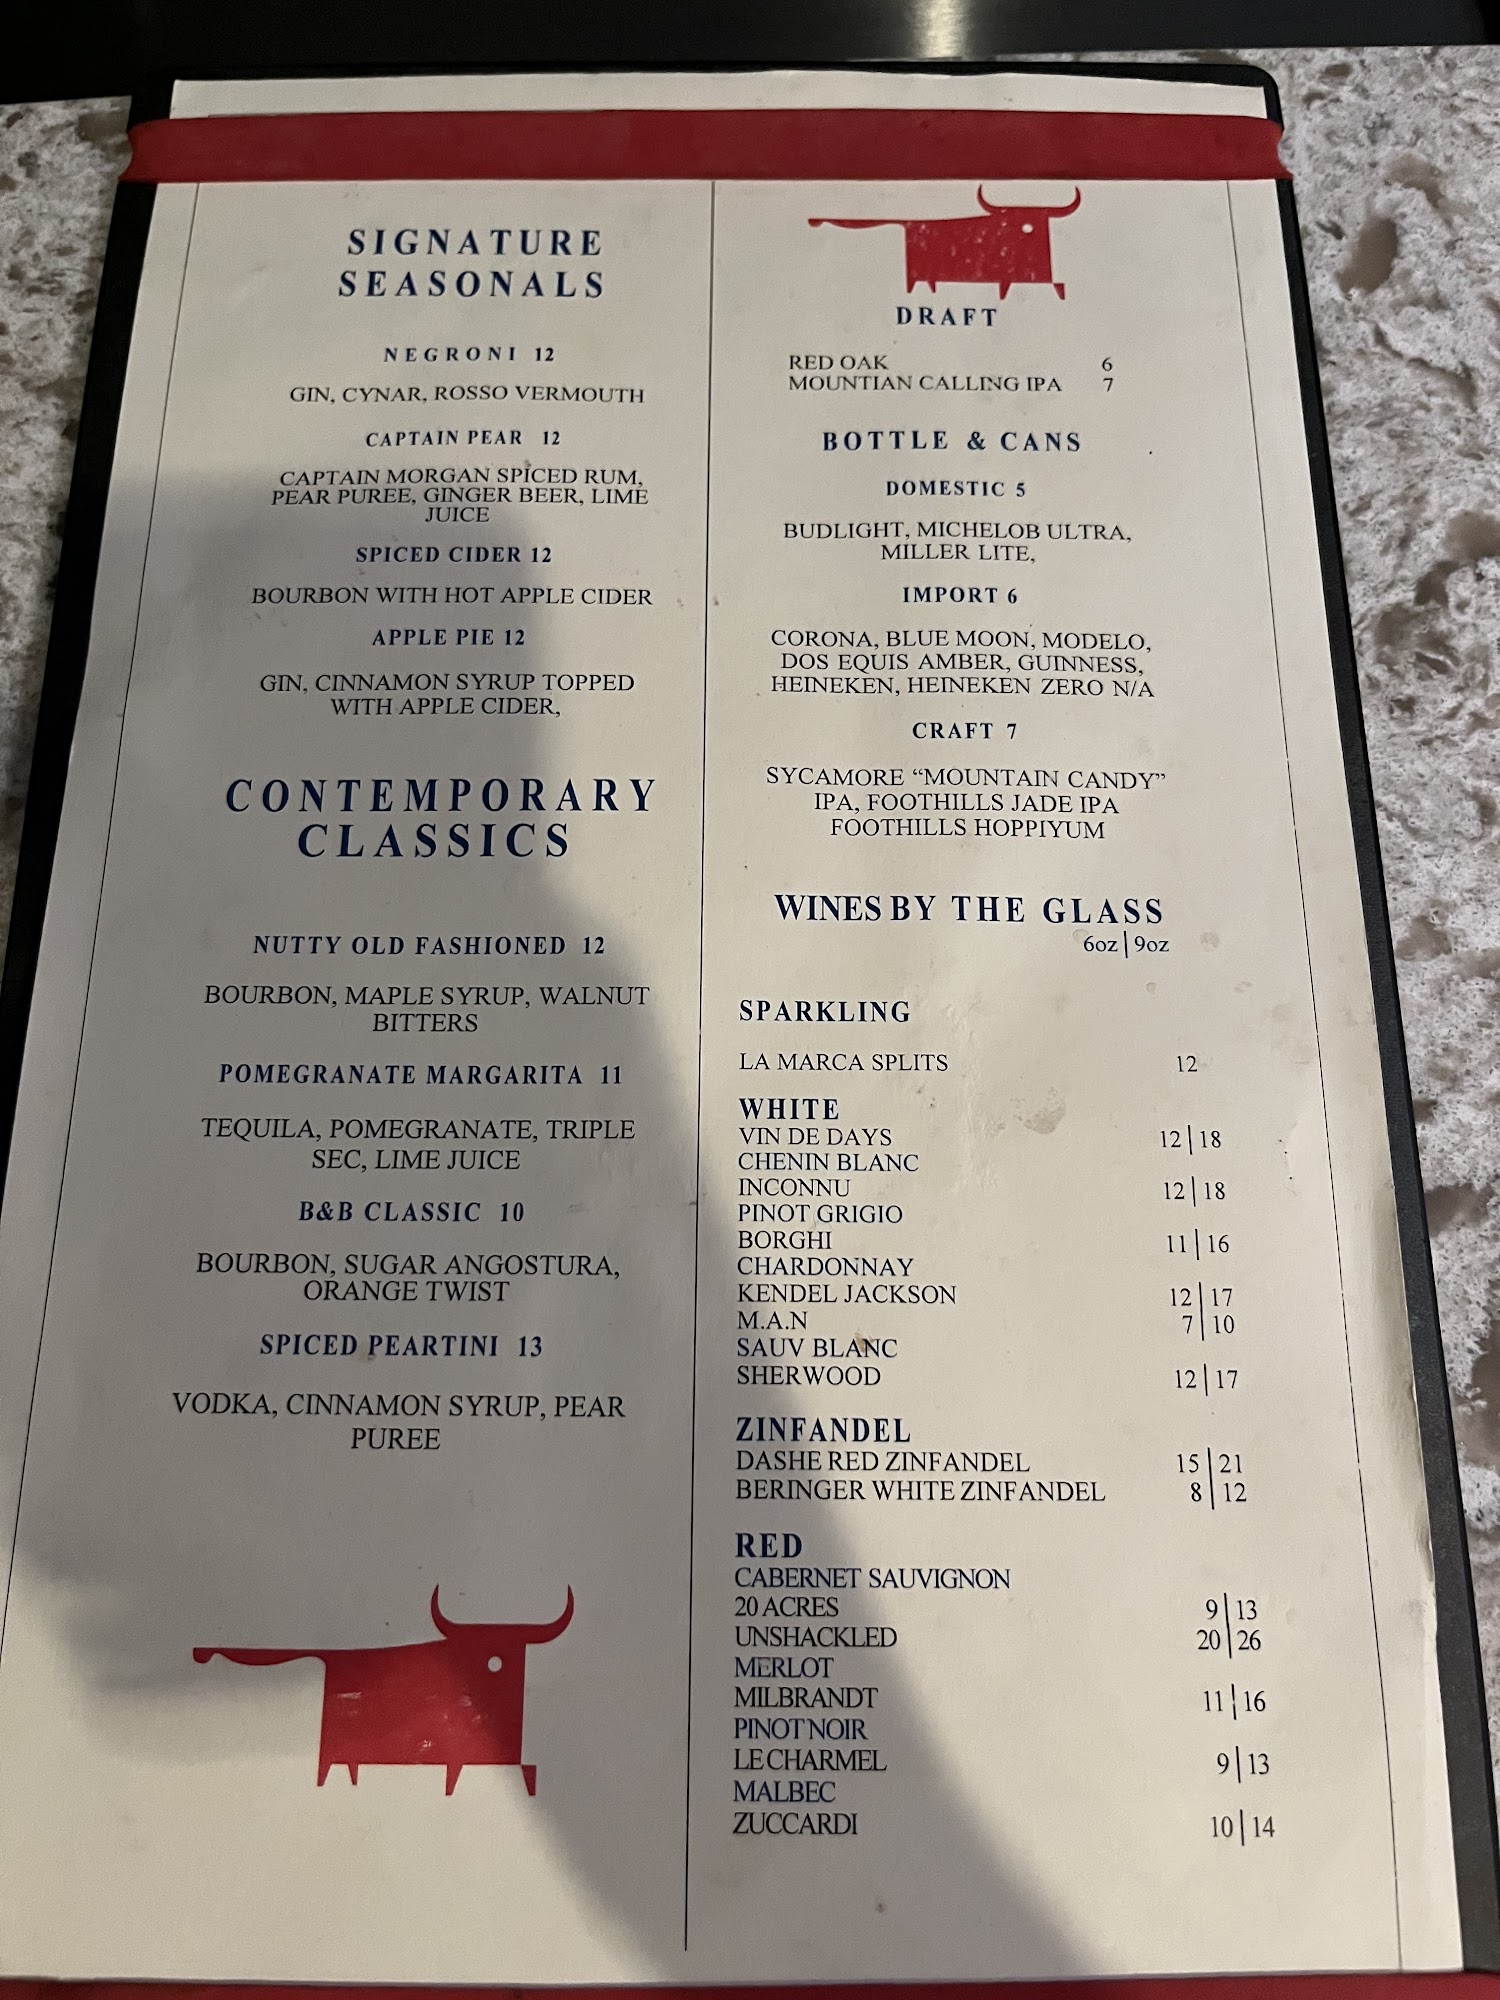 SIGNATURE
SEASONALS
NEGRONI 12
GIN, CYNAR, ROSSO VERMOUTH
CAPTAIN PEAR 12
CAPTAIN MORGAN SPICED RUM,
PEAR PUREE, GINGER BEER, LIME
JUICE
SPICED CIDER 12
BOURBON WITH HOT APPLE CIDER
APPLE PIE 12
GIN, CINNAMON SYRUP TOPPED
WITH APPLE CIDER,
CONTEMPORARY
CLASSICS
NUTTY OLD FASHIONED 12
BOURBON, MAPLE SYRUP, WALNUT
BITTERS
POMEGRANATE MARGARITA 11
TEQUILA, POMEGRANATE, TRIPLE
SEC, LIME JUICE
B&B CLASSIC 10
BOURBON, SUGAR ANGOSTURA,
ORANGE TWIST
SPICED PEARTINI 13
VODKA, CINNAMON SYRUP, PEAR
PUREE
DRAFT
RED OAK 6
MOUNTIAN CALLING IPA 7
BOTTLE & CANS
DOMESTIC 5
BUDLIGHT, MICHELOB ULTRA,
MILLER LITE,
IMPORT 6
CORONA, BLUE MOON, MODELO,
DOS EQUIS AMBER, GUINNESS,
HEINEKEN, HEINEKEN ZERO N/A
CRAFT 7
SYCAMORE “MOUNTAIN CANDY”
IPA, FOOTHILLS JADE IPA
FOOTHILLS HOPPIYUM
WINES BY THE GLASS
6oz|9oz
SPARKLING
LA MARCA SPLITS 12
WHITE
VIN DE DAYS 12|18
CHENIN BLANC
INCONNU 12|18
PINOT GRIGIO
BORGHI 11|16
CHARDONNAY
KENDEL JACKSON 12|17
M.A.N 7|10
SAUV BLANC
SHERWOOD 12|17
ZINFANDEL
DASHE RED ZINFANDEL 15|21
BERINGER WHITE ZINFANDEL 8|12
RED
CABERNET SAUVIGNON
20 ACRES 9|13
UNSHACKLED 20|26
MERLOT
MILBRANDT 11|16
PINOT NOIR
LE CHARMEL 9|13
MALBEC
ZUCCARDI 10|14